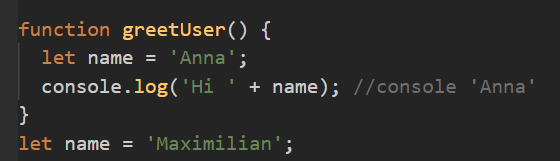 function greetUser() {
  let name = 'Anna';
  console.log('Hi ' + name); //console 'Anna'
}
let name = 'Maximilian';